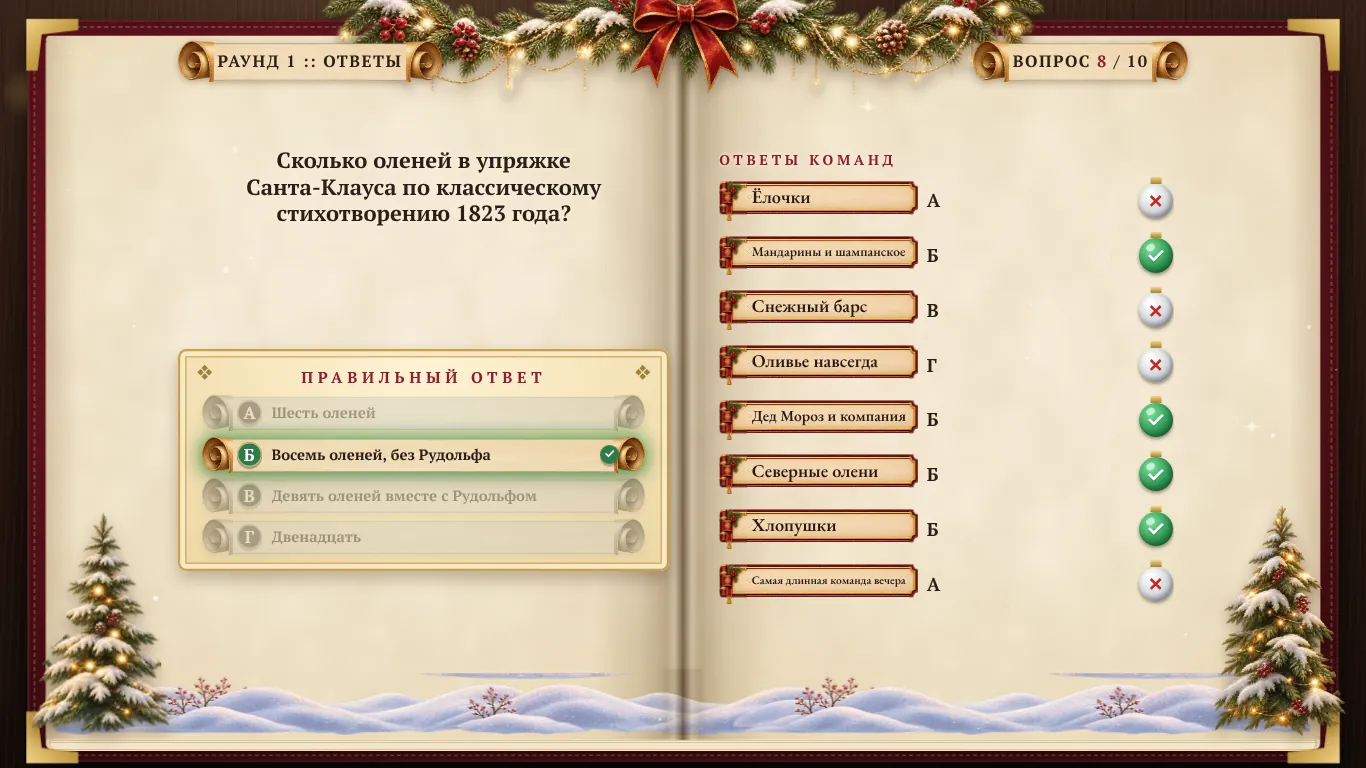 РАУНД 1 :: ОТВЕТЫ
ВОПРОС 8 / 10
Сколько оленей в упряжке
Санта-Клауса по классическому
стихотворению 1823 года?
ПРАВИЛЬНЫЙ ОТВЕТ
А Шесть оленей
Б Восемь оленей, без Рудольфа
В Девять оленей вместе с Рудольфом
Г Двенадцать
ОТВЕТЫ КОМАНД
Ёлочки А
Мандарины и шампанское Б
Снежный барс В
Оливье навсегда Г
Дед Мороз и компания Б
Северные олени Б
Хлопушки Б
Самая длинная команда вечера А